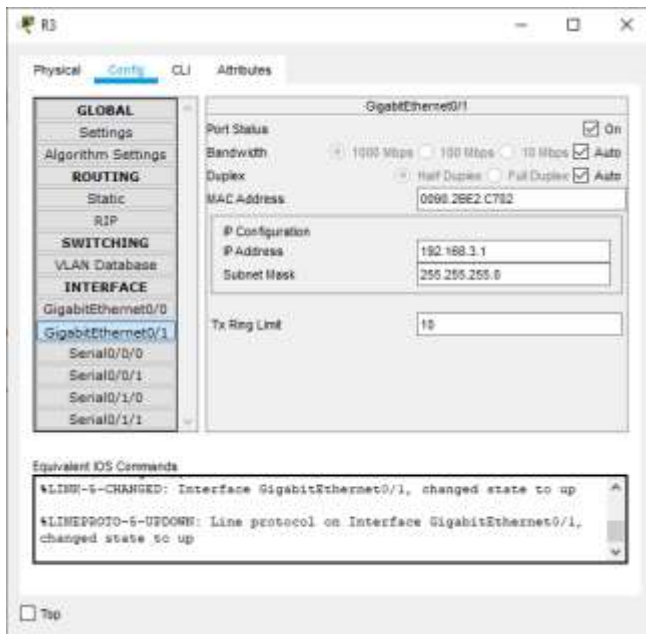 R3
Physical Config CLI Attributes
GLOBAL
Settings
Algorithm Settings
ROUTING
Static
RIP
SWITCHING
VLAN Database
INTERFACE
GigabitEthernet0/0
GigabitEthernet0/1
Serial0/0/0
Serial0/0/1
Serial0/1/0
Serial0/1/1
GigabitEthernet0/1
Port Status On
Bandwidth 1000 Mbps 100 Mbps 10 Mbps Auto
Duplex Half Duplex Full Duplex Auto
MAC Address 0090.2BE2.C702
IP Configuration
IP Address 192.168.3.1
Subnet Mask 255.255.255.0
Tx Ring Limit 10
Equivalent IOS Commands
%LINK-5-CHANGED: Interface GigabitEthernet0/1, changed state to up
%LINEPROTO-5-UPDOWN: Line protocol on Interface GigabitEthernet0/1,
changed state to up
Top